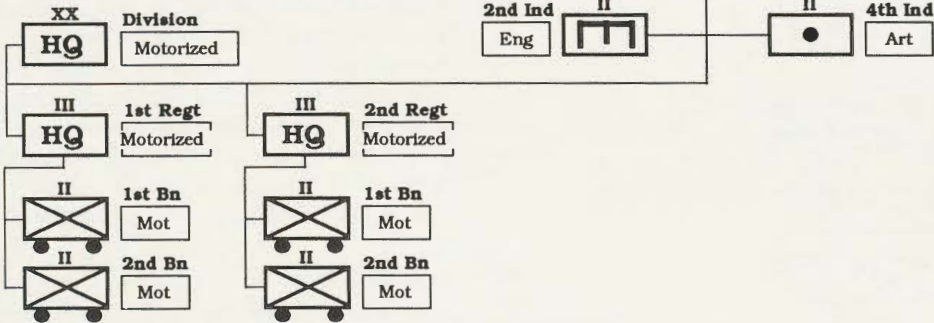 XX
Division
HQ
Motorized
2nd Ind
II
Eng
II
4th Ind
Art
III
1st Regt
HQ
Motorized
III
2nd Regt
HQ
Motorized
II
1st Bn
Mot
II
1st Bn
Mot
II
2nd Bn
Mot
II
2nd Bn
Mot